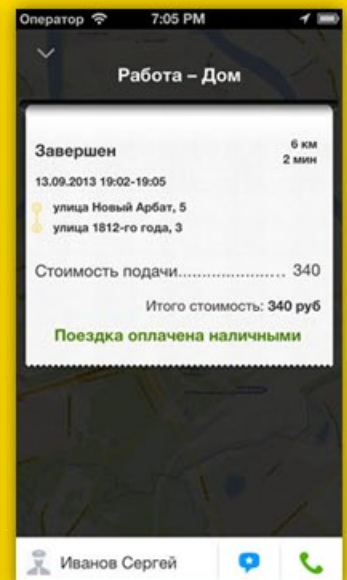 Оператор 7:05 PM
Работа – Дом
Завершен
6 км
2 мин
13.09.2013 19:02-19:05
улица Новый Арбат, 5
улица 1812-го года, 3
Стоимость подачи...................... 340
Итого стоимость: 340 руб
Поездка оплачена наличными
Иванов Сергей